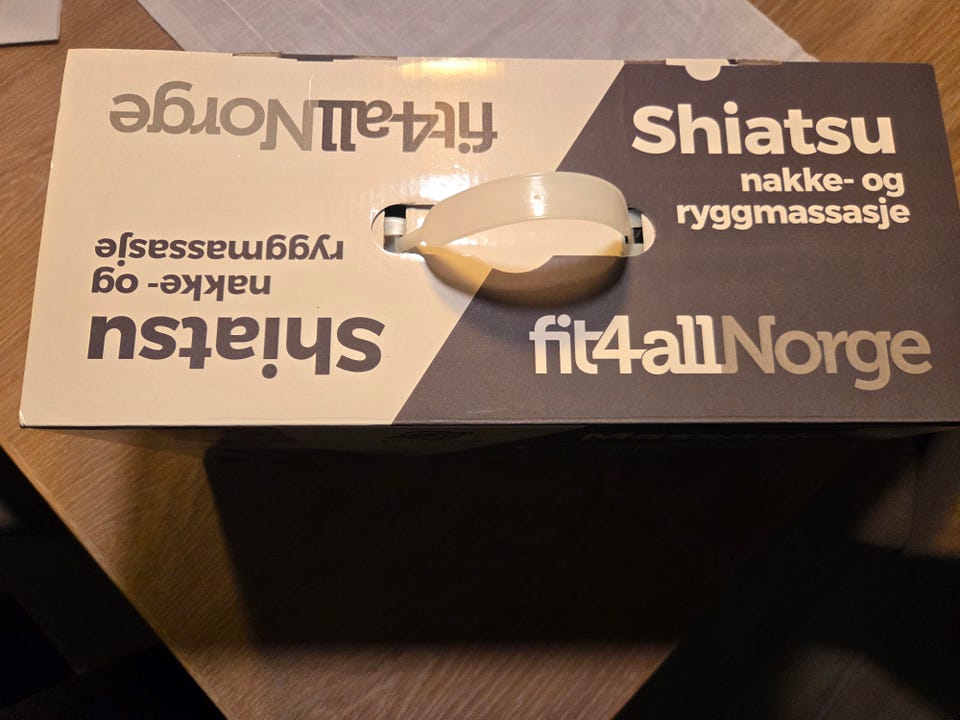 Shiatsu
nakke- og
ryggmassasje
fit4allNorge
Shiatsu
nakke- og
ryggmassasje
fit4allNorge